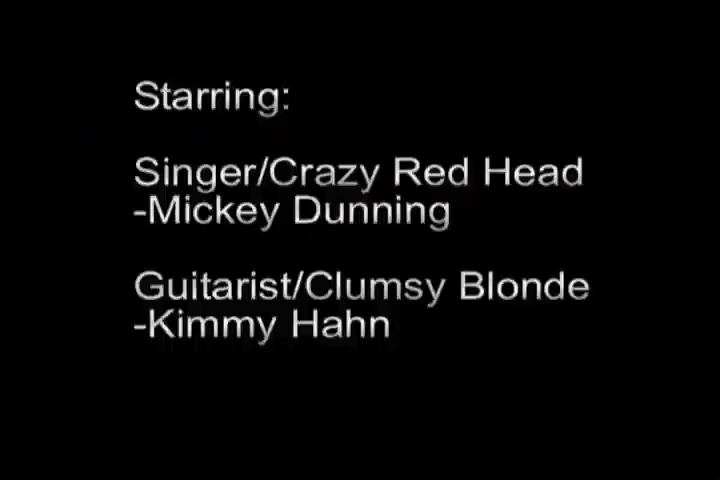 Starring:
Singer/Crazy Red Head
-Mickey Dunning
Guitarist/Clumsy Blonde
-Kimmy Hahn